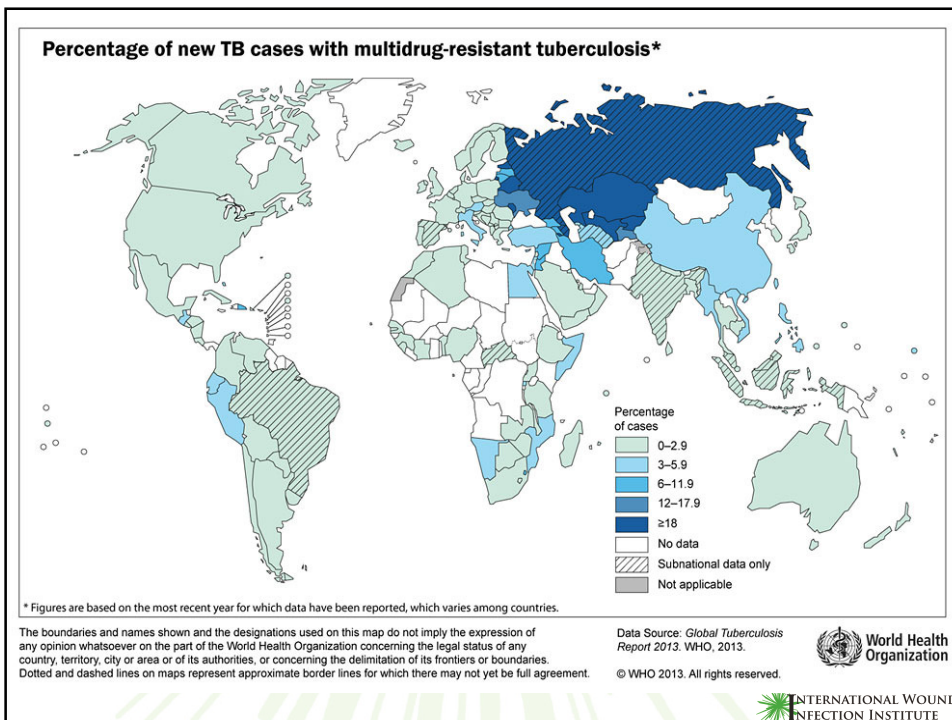 Percentage of new TB cases with multidrug-resistant tuberculosis*
Percentage
of cases
0–2.9
3–5.9
6–11.9
12–17.9
≥18
No data
Subnational data only
Not applicable
* Figures are based on the most recent year for which data have been reported, which varies among countries.
The boundaries and names shown and the designations used on this map do not imply the expression of
any opinion whatsoever on the part of the World Health Organization concerning the legal status of any
country, territory, city or area or of its authorities, or concerning the delimitation of its frontiers or boundaries.
Dotted and dashed lines on maps represent approximate border lines for which there may not yet be full agreement.
Data Source: Global Tuberculosis
Report 2013. WHO, 2013.
© WHO 2013. All rights reserved.
World Health
Organization
INTERNATIONAL WOUN
INFECTION INSTITUTE